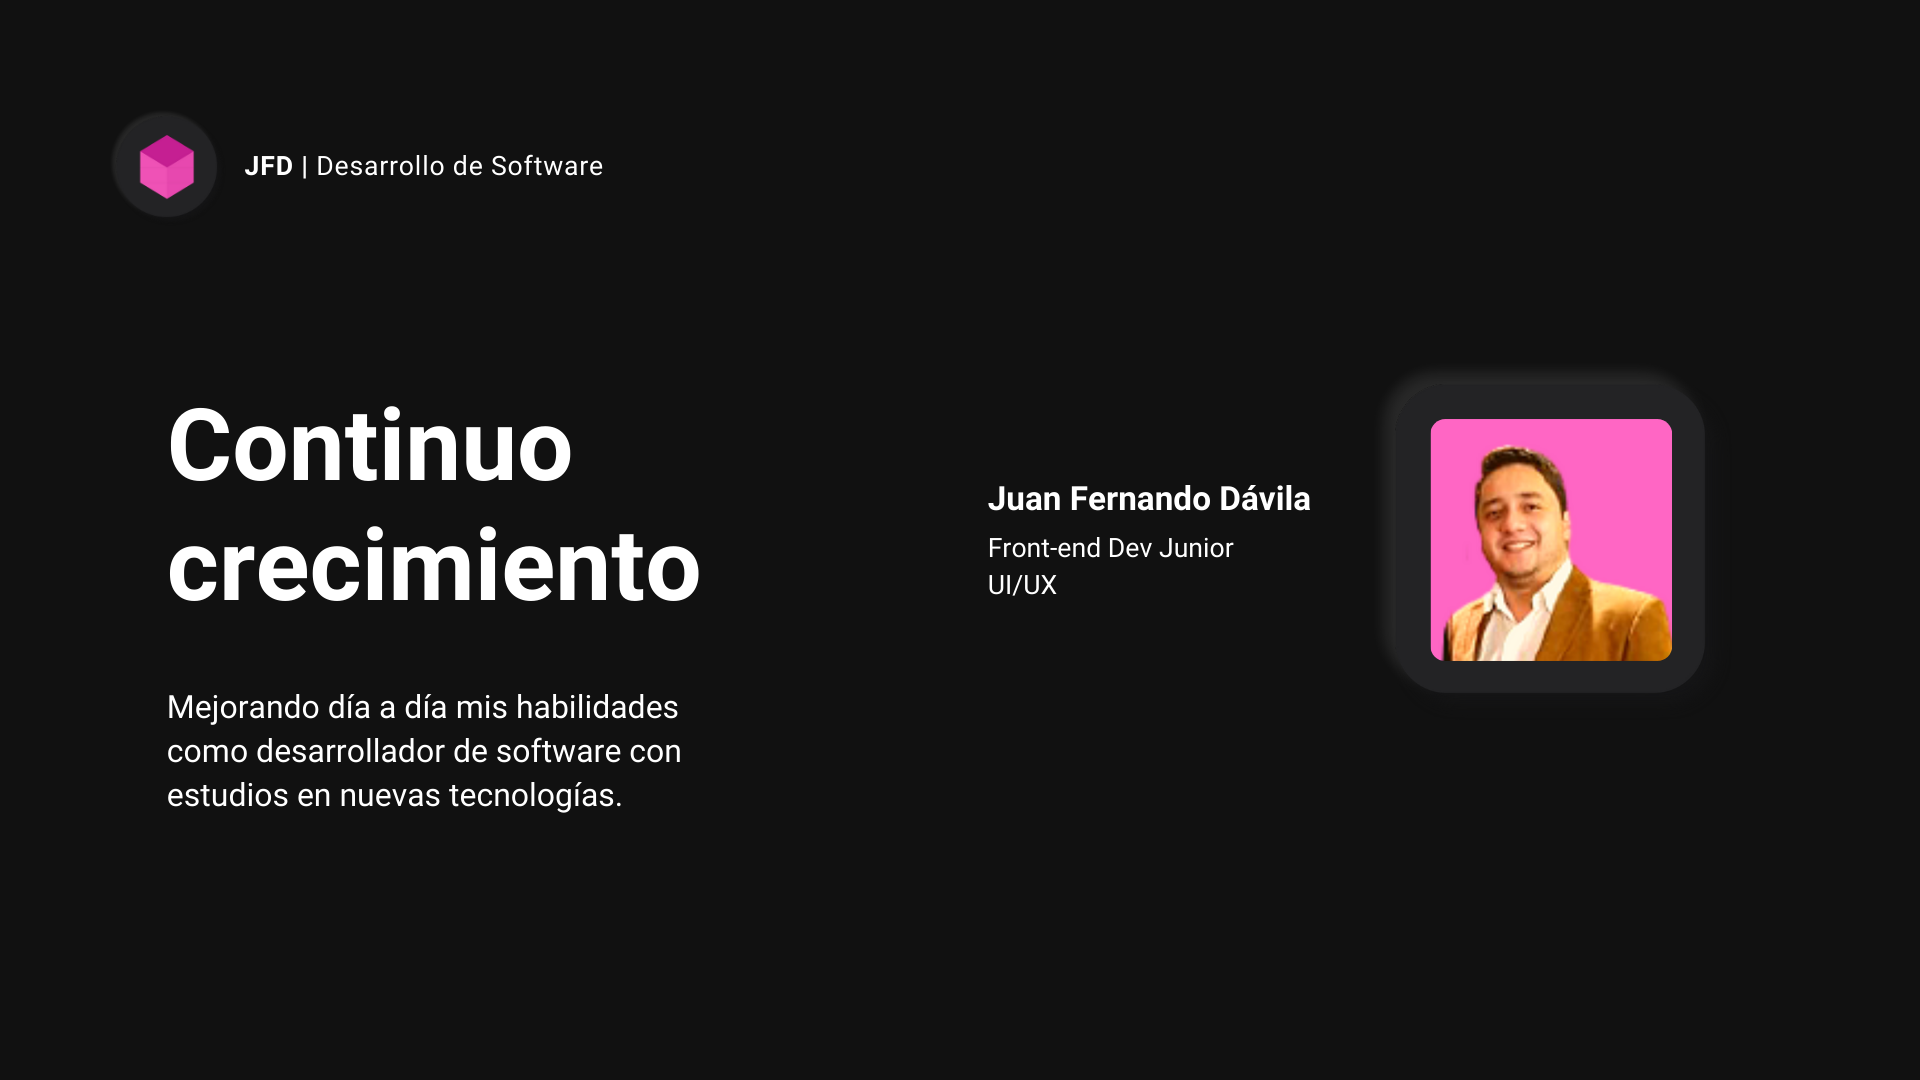 JFD | Desarrollo de Software
Continuo
crecimiento
Mejorando día a día mis habilidades
como desarrollador de software con
estudios en nuevas tecnologías.
Juan Fernando Dávila
Front-end Dev Junior
UI/UX